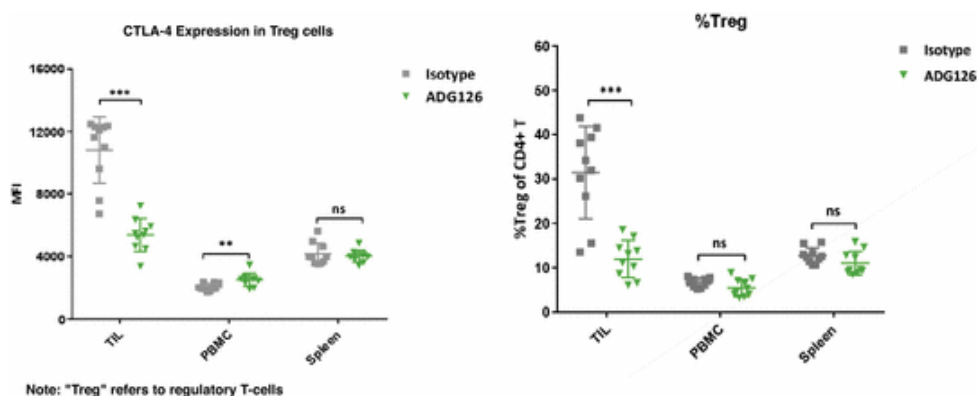 CTLA-4 Expression in Treg cells
MFI
16000
12000
8000
4000
0
***
**
ns
Isotype
ADG126
TIL
PBMC
Spleen
%Treg
%Treg of CD4+ T
60
50
40
30
20
10
0
***
ns
ns
Isotype
ADG126
TIL
PBMC
Spleen
Note: "Treg" refers to regulatory T-cells